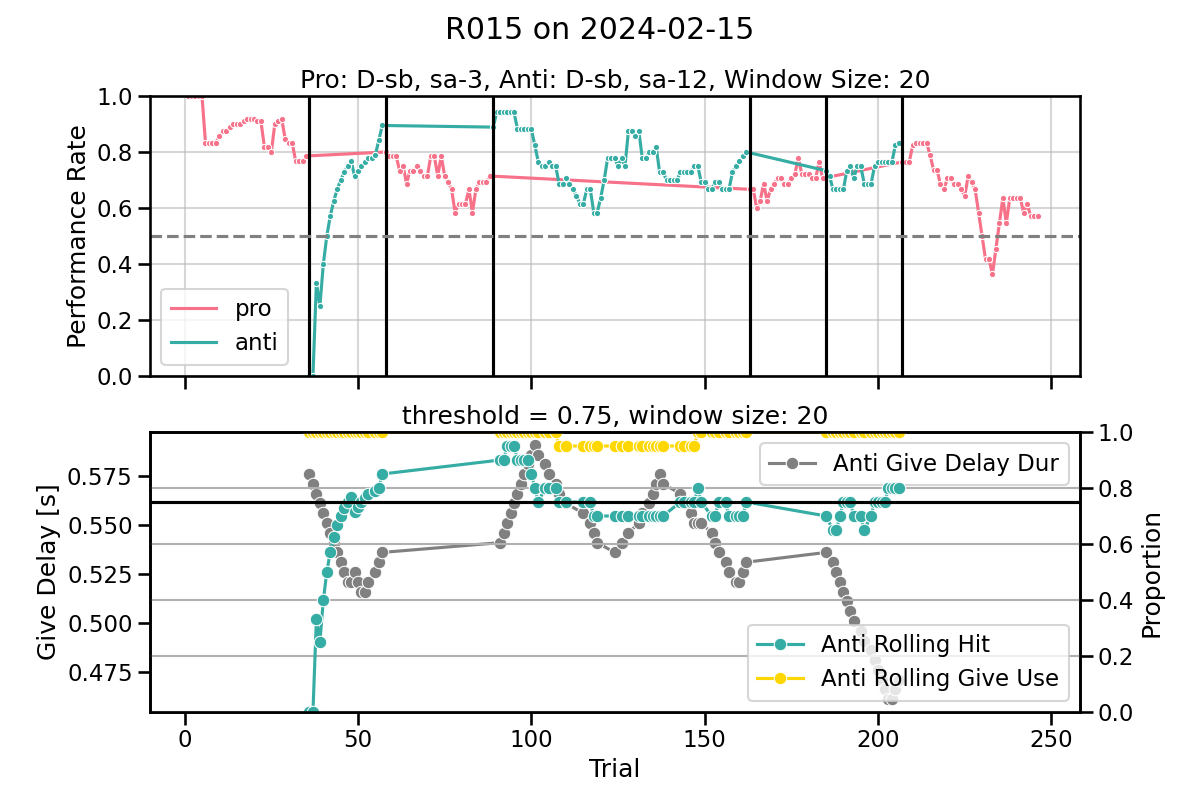 R015 on 2024-02-15
Pro: D-sb, sa-3, Anti: D-sb, sa-12, Window Size: 20
Performance Rate
1.0
0.8
0.6
0.4
0.2
0.0
pro
anti
threshold = 0.75, window size: 20
Give Delay [s]
0.575
0.550
0.525
0.500
0.475
Anti Give Delay Dur
Anti Rolling Hit
Anti Rolling Give Use
1.0
0.8
0.6
0.4
0.2
0.0
Proportion
0
50
100
150
200
250
Trial